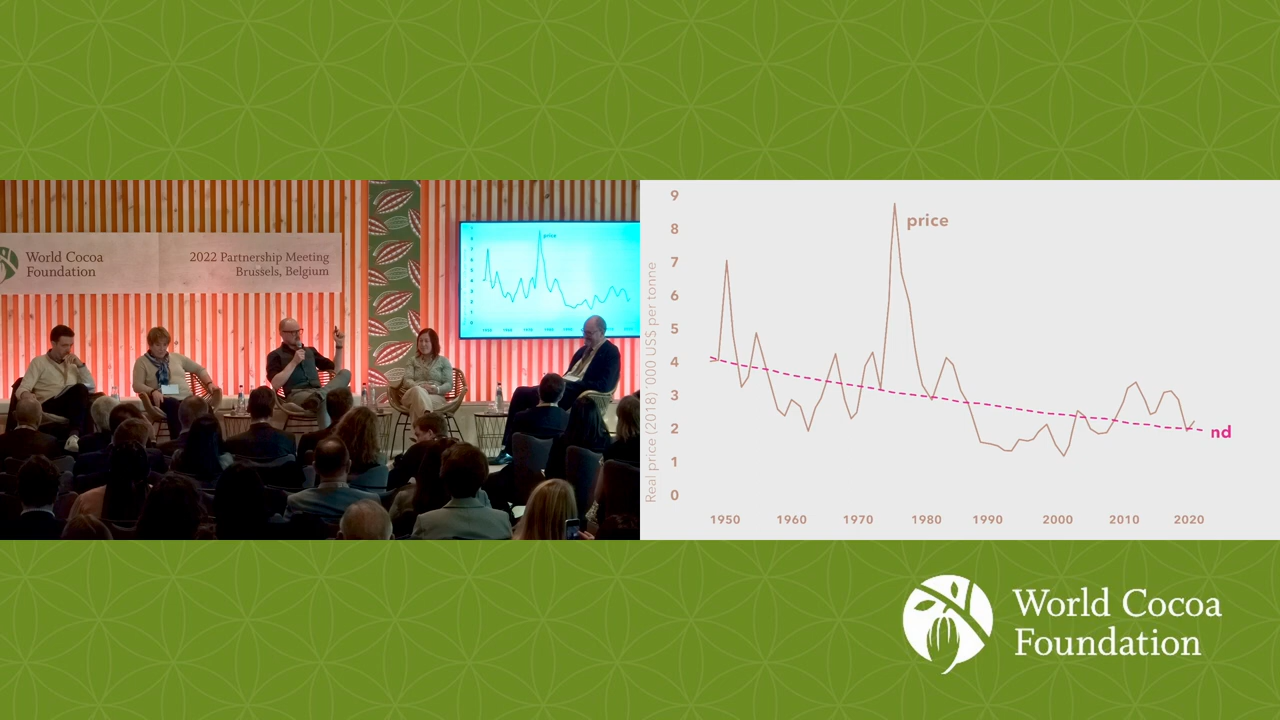 World Cocoa
Foundation
2022 Partnership Meeting
Brussels, Belgium
price
Real price (2018) '000 US$ per tonne
9
8
7
6
5
4
3
2
1
0
price
nd
1950 1960 1970 1980 1990 2000 2010 2020
World Cocoa
Foundation